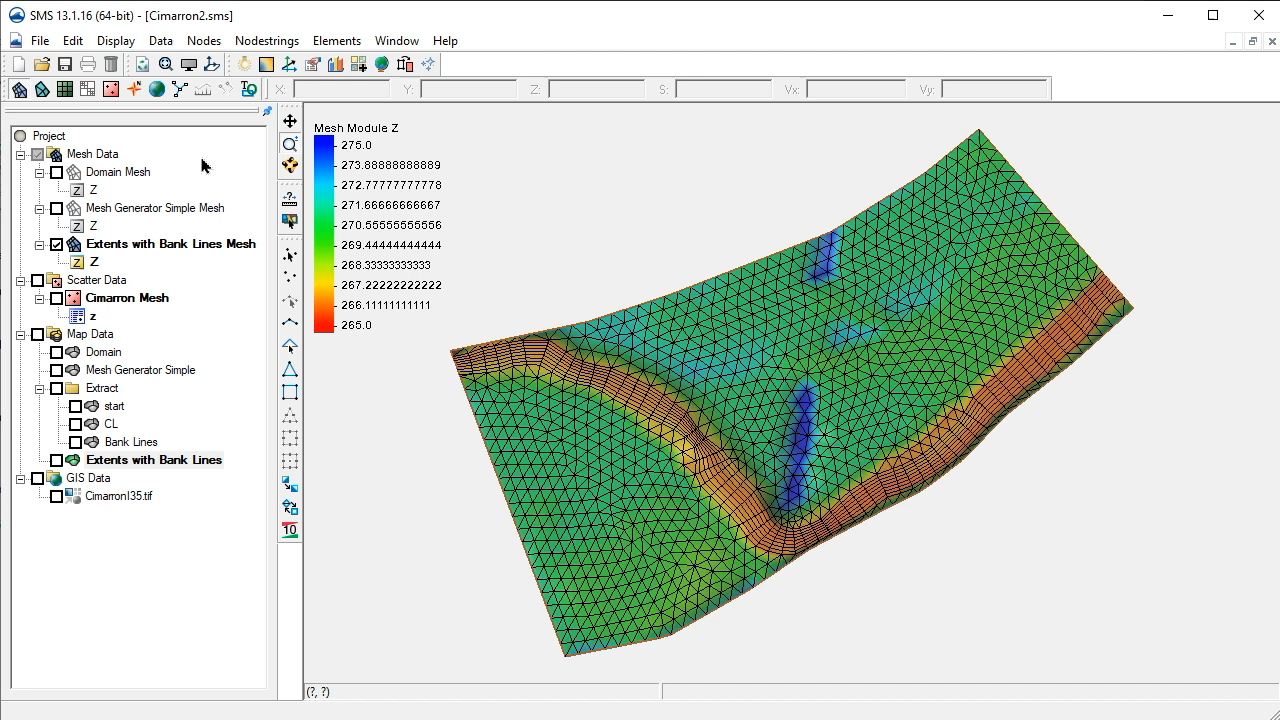 SMS 13.1.16 (64-bit) - [Cimarron2.sms]
File Edit Display Data Nodes Nodestrings Elements Window Help
X: Y: Z: S: Vx: Vy:
Project
Mesh Data
Domain Mesh
Z
Mesh Generator Simple Mesh
Z
Extents with Bank Lines Mesh
Z
Scatter Data
Cimarron Mesh
z
Map Data
Domain
Mesh Generator Simple
Extract
start
CL
Bank Lines
Extents with Bank Lines
GIS Data
CimarronI35.tif
10
Mesh Module Z
275.0
273.88888888889
272.77777777778
271.66666666667
270.55555555556
269.44444444444
268.33333333333
267.22222222222
266.11111111111
265.0
(?, ?)